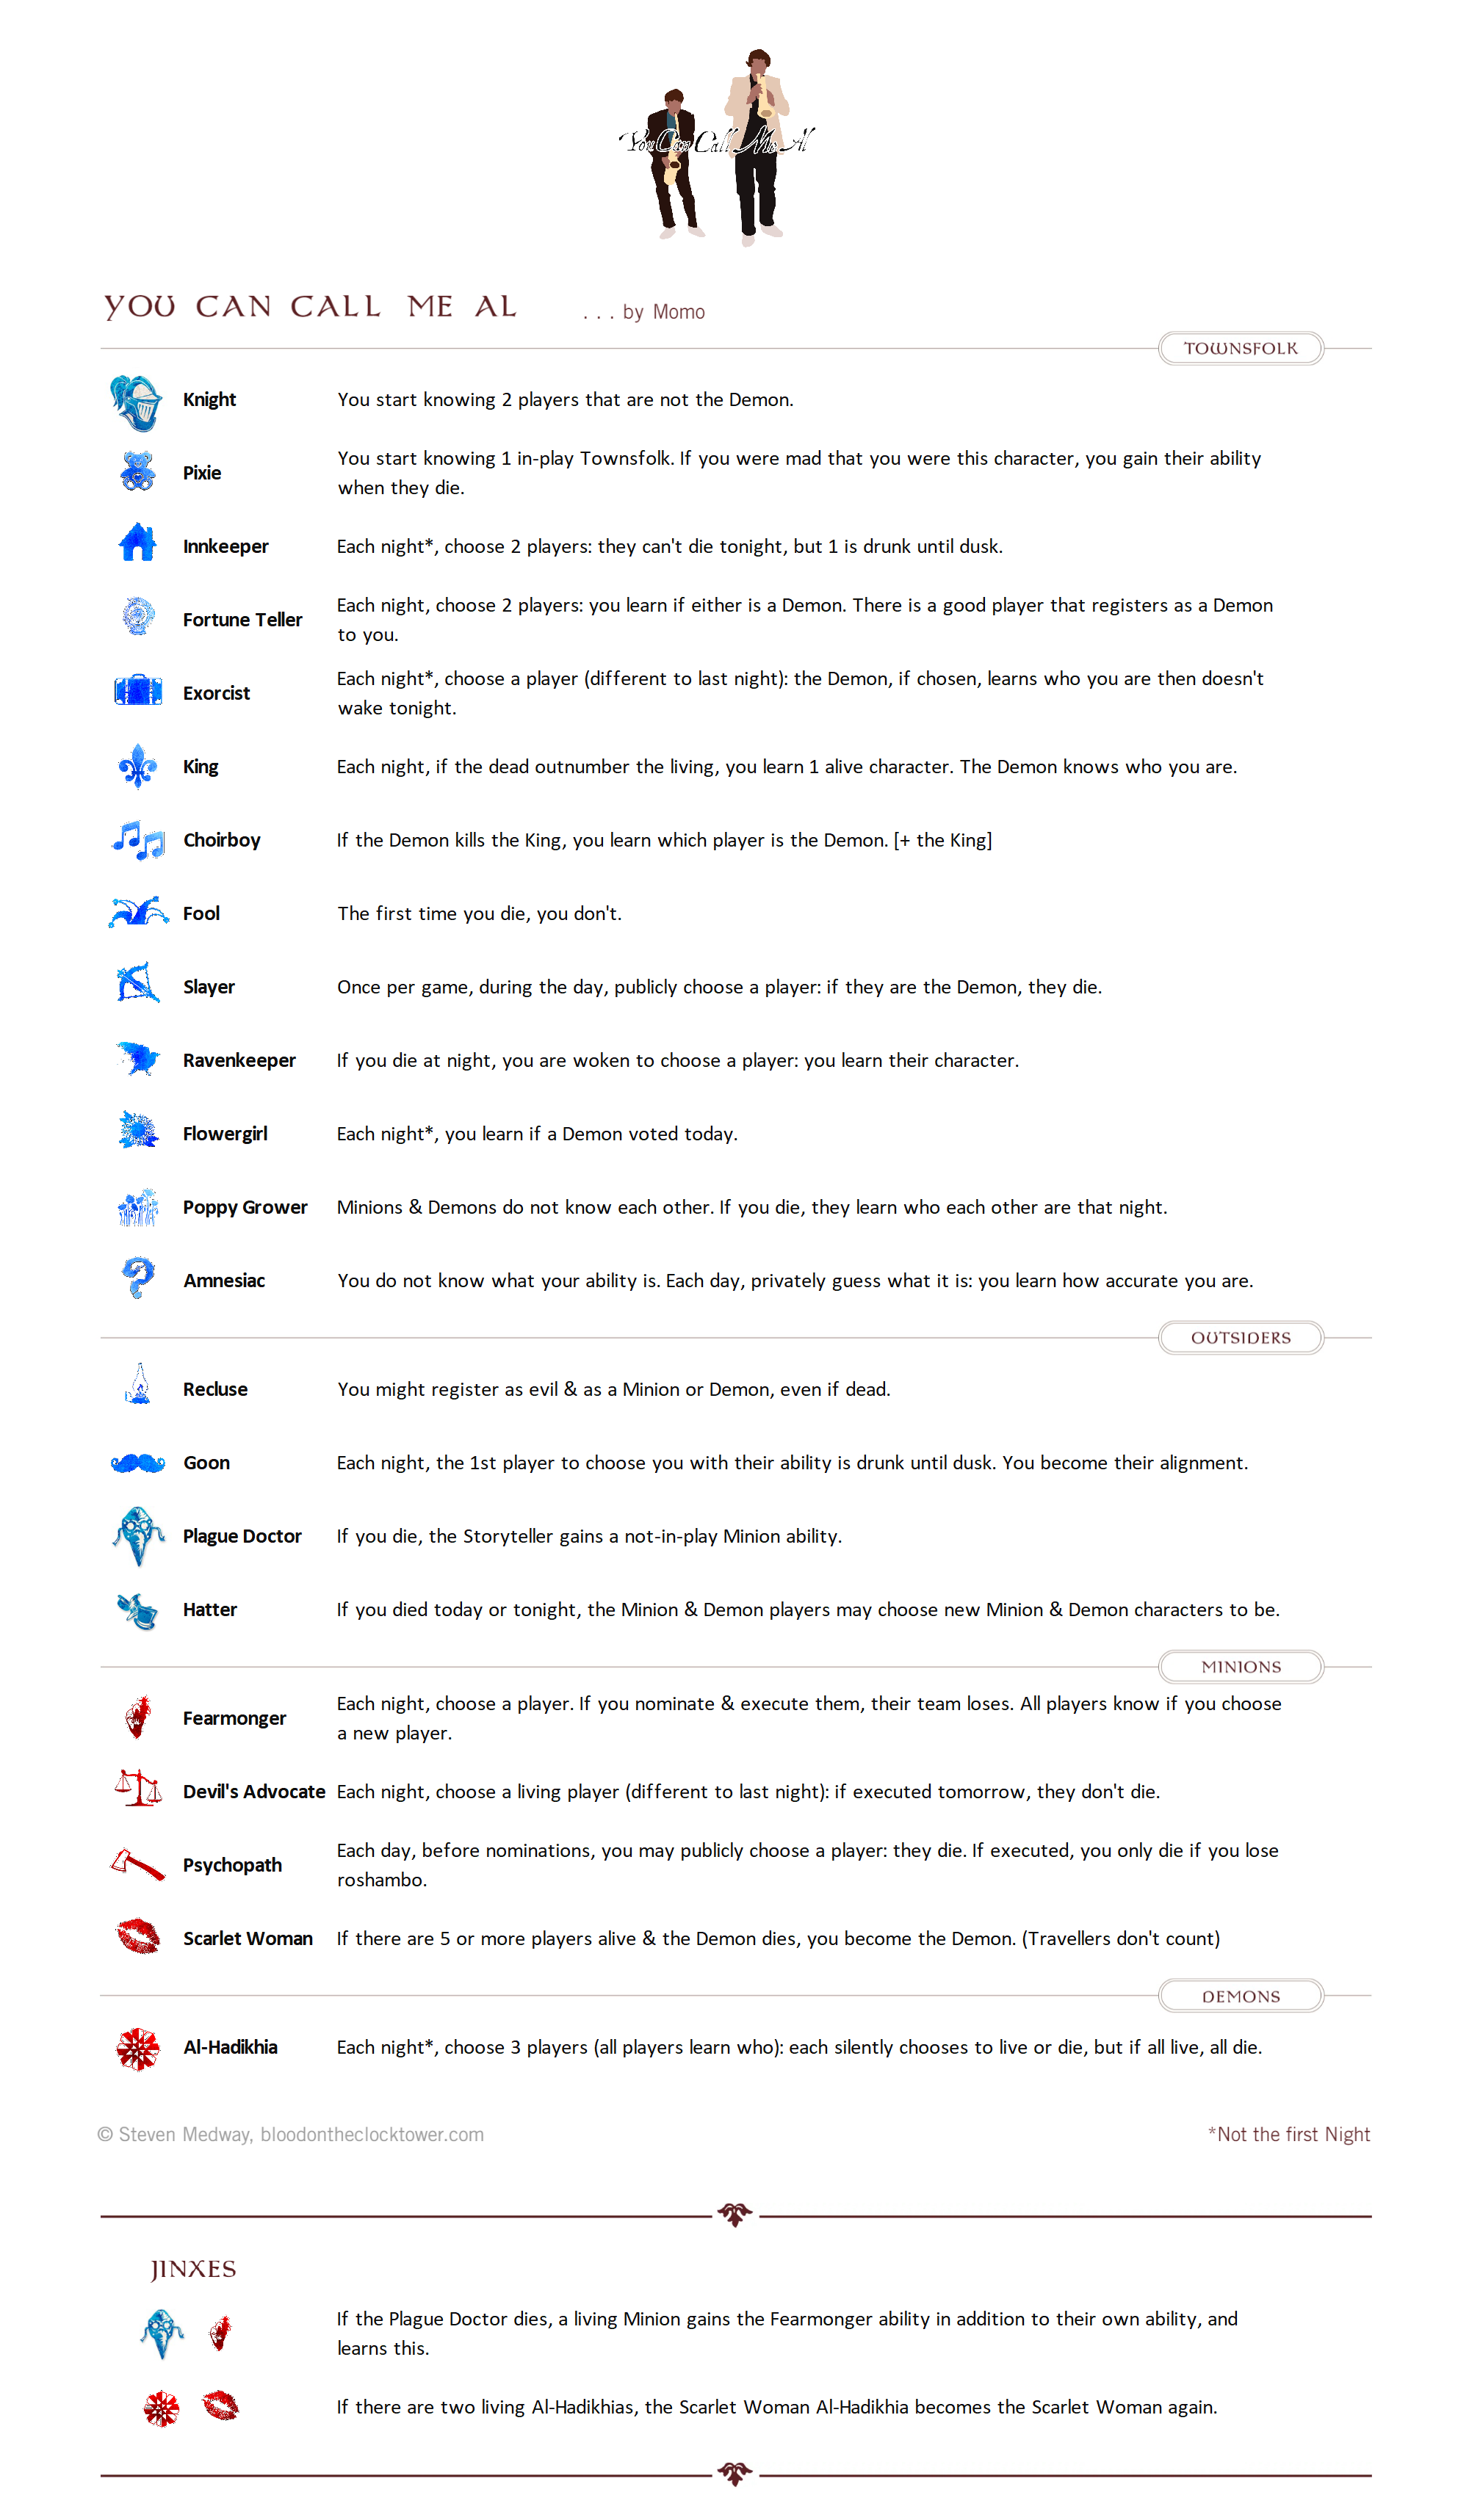 You Can Call Me Al
YOU CAN CALL ME AL ... by Momo
TOWNSFOLK
Knight You start knowing 2 players that are not the Demon.
Pixie You start knowing 1 in-play Townsfolk. If you were mad that you were this character, you gain their ability
when they die.
Innkeeper Each night*, choose 2 players: they can't die tonight, but 1 is drunk until dusk.
Fortune Teller Each night, choose 2 players: you learn if either is a Demon. There is a good player that registers as a Demon
to you.
Exorcist Each night*, choose a player (different to last night): the Demon, if chosen, learns who you are then doesn't
wake tonight.
King Each night, if the dead outnumber the living, you learn 1 alive character. The Demon knows who you are.
Choirboy If the Demon kills the King, you learn which player is the Demon. [+ the King]
Fool The first time you die, you don't.
Slayer Once per game, during the day, publicly choose a player: if they are the Demon, they die.
Ravenkeeper If you die at night, you are woken to choose a player: you learn their character.
Flowergirl Each night*, you learn if a Demon voted today.
Poppy Grower Minions & Demons do not know each other. If you die, they learn who each other are that night.
Amnesiac You do not know what your ability is. Each day, privately guess what it is: you learn how accurate you are.
OUTSIDERS
Recluse You might register as evil & as a Minion or Demon, even if dead.
Goon Each night, the 1st player to choose you with their ability is drunk until dusk. You become their alignment.
Plague Doctor If you die, the Storyteller gains a not-in-play Minion ability.
Hatter If you died today or tonight, the Minion & Demon players may choose new Minion & Demon characters to be.
MINIONS
Fearmonger Each night, choose a player. If you nominate & execute them, their team loses. All players know if you choose
a new player.
Devil's Advocate Each night, choose a living player (different to last night): if executed tomorrow, they don't die.
Psychopath Each day, before nominations, you may publicly choose a player: they die. If executed, you only die if you lose
roshambo.
Scarlet Woman If there are 5 or more players alive & the Demon dies, you become the Demon. (Travellers don't count)
DEMONS
Al-Hadikhia Each night*, choose 3 players (all players learn who): each silently chooses to live or die, but if all live, all die.
© Steven Medway, bloodontheclocktower.com *Not the first Night
JINXES
If the Plague Doctor dies, a living Minion gains the Fearmonger ability in addition to their own ability, and
learns this.
If there are two living Al-Hadikhias, the Scarlet Woman Al-Hadikhia becomes the Scarlet Woman again.